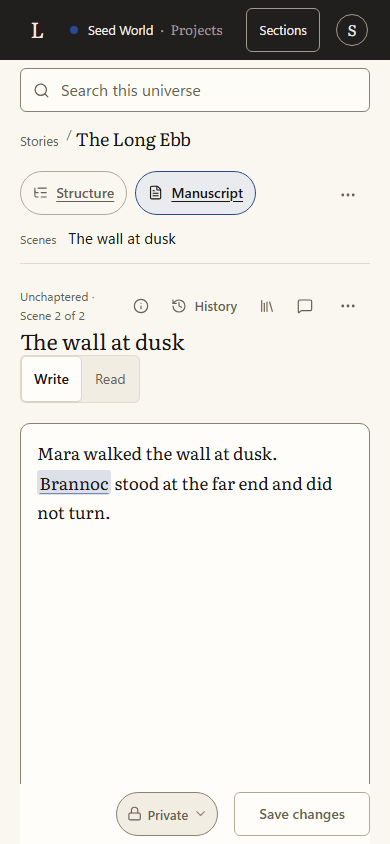 L
Seed World · Projects
Sections
S
Search this universe
Stories / The Long Ebb
Structure
Manuscript
Scenes The wall at dusk
Unchaptered ·
Scene 2 of 2
History
The wall at dusk
Write
Read
Mara walked the wall at dusk.
Brannoc stood at the far end and did
not turn.
Private
Save changes